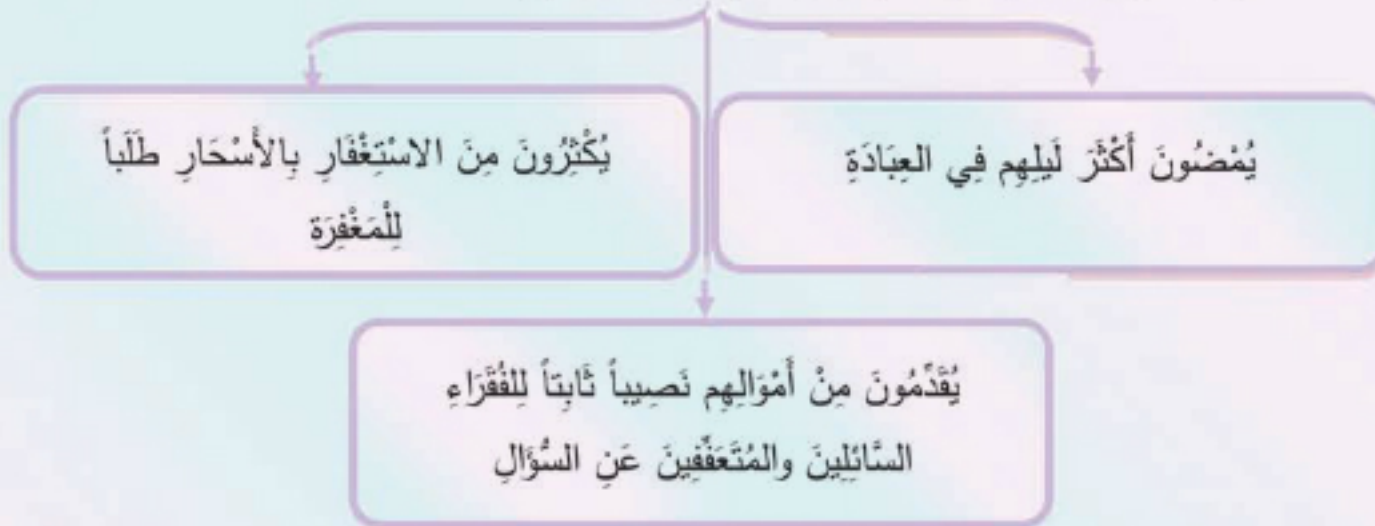 يُمْضُونَ أَكْثَرَ لَيلِهِم فِي العِبَادَةِ
يُكْثِرُونَ مِنَ الاسْتِغْفَارِ بِالأَسْحَارِ طَلَباً
لِلْمَغْفِرَة
يُقَدِّمُونَ مِنْ أَمْوَالِهِم نَصِيباً ثَابِتاً لِلفُقَرَاءِ
السَّائِلِينَ والمُتَعَفِّفِينَ عَنِ السُّؤَالِ